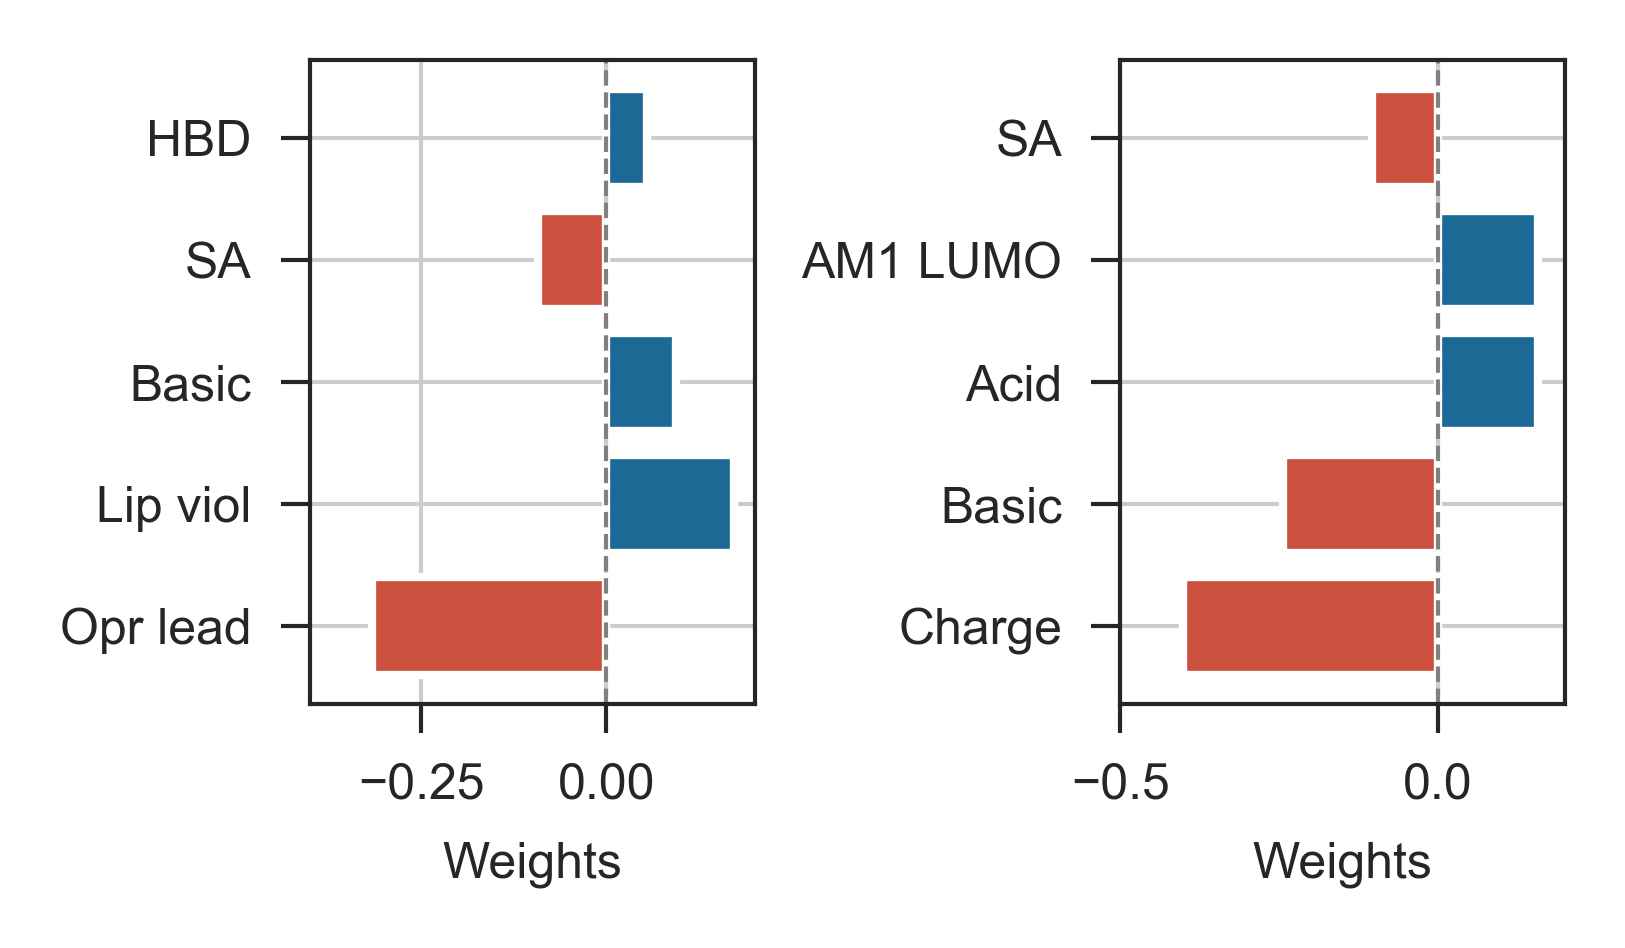 HBD
SA
Basic
Lip viol
Opr lead
−0.25
0.00
Weights
SA
AM1 LUMO
Acid
Basic
Charge
−0.5
0.0
Weights